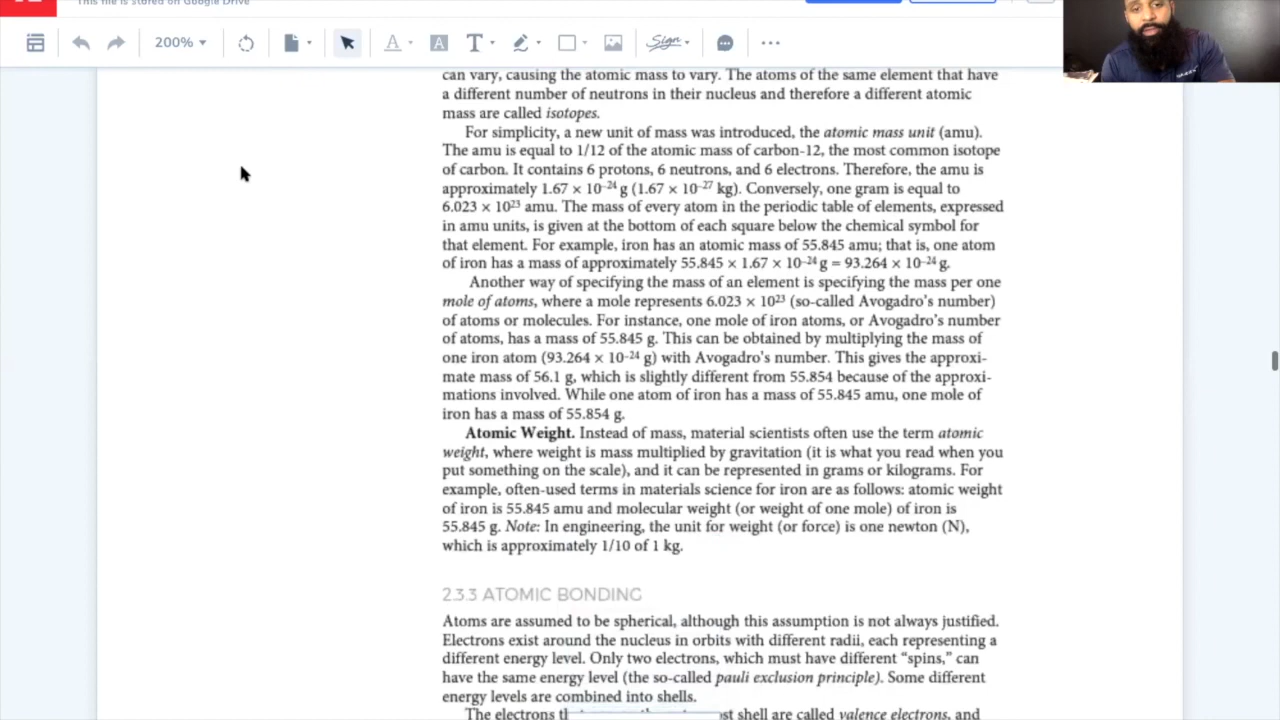 This file is stored on Google Drive
200%
T
Sign
can vary, causing the atomic mass to vary. The atoms of the same element that have
a different number of neutrons in their nucleus and therefore a different atomic
mass are called isotopes.
For simplicity, a new unit of mass was introduced, the atomic mass unit (amu).
The amu is equal to 1/12 of the atomic mass of carbon-12, the most common isotope
of carbon. It contains 6 protons, 6 neutrons, and 6 electrons. Therefore, the amu is
approximately 1.67 × 10⁻²⁴ g (1.67 × 10⁻²⁷ kg). Conversely, one gram is equal to
6.023 × 10²³ amu. The mass of every atom in the periodic table of elements, expressed
in amu units, is given at the bottom of each square below the chemical symbol for
that element. For example, iron has an atomic mass of 55.845 amu; that is, one atom
of iron has a mass of approximately 55.845 × 1.67 × 10⁻²⁴ g = 93.264 × 10⁻²⁴ g.
Another way of specifying the mass of an element is specifying the mass per one
mole of atoms, where a mole represents 6.023 × 10²³ (so-called Avogadro's number)
of atoms or molecules. For instance, one mole of iron atoms, or Avogadro's number
of atoms, has a mass of 55.845 g. This can be obtained by multiplying the mass of
one iron atom (93.264 × 10⁻²⁴ g) with Avogadro's number. This gives the approxi-
mate mass of 56.1 g, which is slightly different from 55.854 because of the approxi-
mations involved. While one atom of iron has a mass of 55.845 amu, one mole of
iron has a mass of 55.854 g.
Atomic Weight. Instead of mass, material scientists often use the term atomic
weight, where weight is mass multiplied by gravitation (it is what you read when you
put something on the scale), and it can be represented in grams or kilograms. For
example, often-used terms in materials science for iron are as follows: atomic weight
of iron is 55.845 amu and molecular weight (or weight of one mole) of iron is
55.845 g. Note: In engineering, the unit for weight (or force) is one newton (N),
which is approximately 1/10 of 1 kg.
2.3.3 ATOMIC BONDING
Atoms are assumed to be spherical, although this assumption is not always justified.
Electrons exist around the nucleus in orbits with different radii, each representing a
different energy level. Only two electrons, which must have different "spins," can
have the same energy level (the so-called pauli exclusion principle). Some different
energy levels are combined into shells.
The electrons st shell are called valence electrons, and